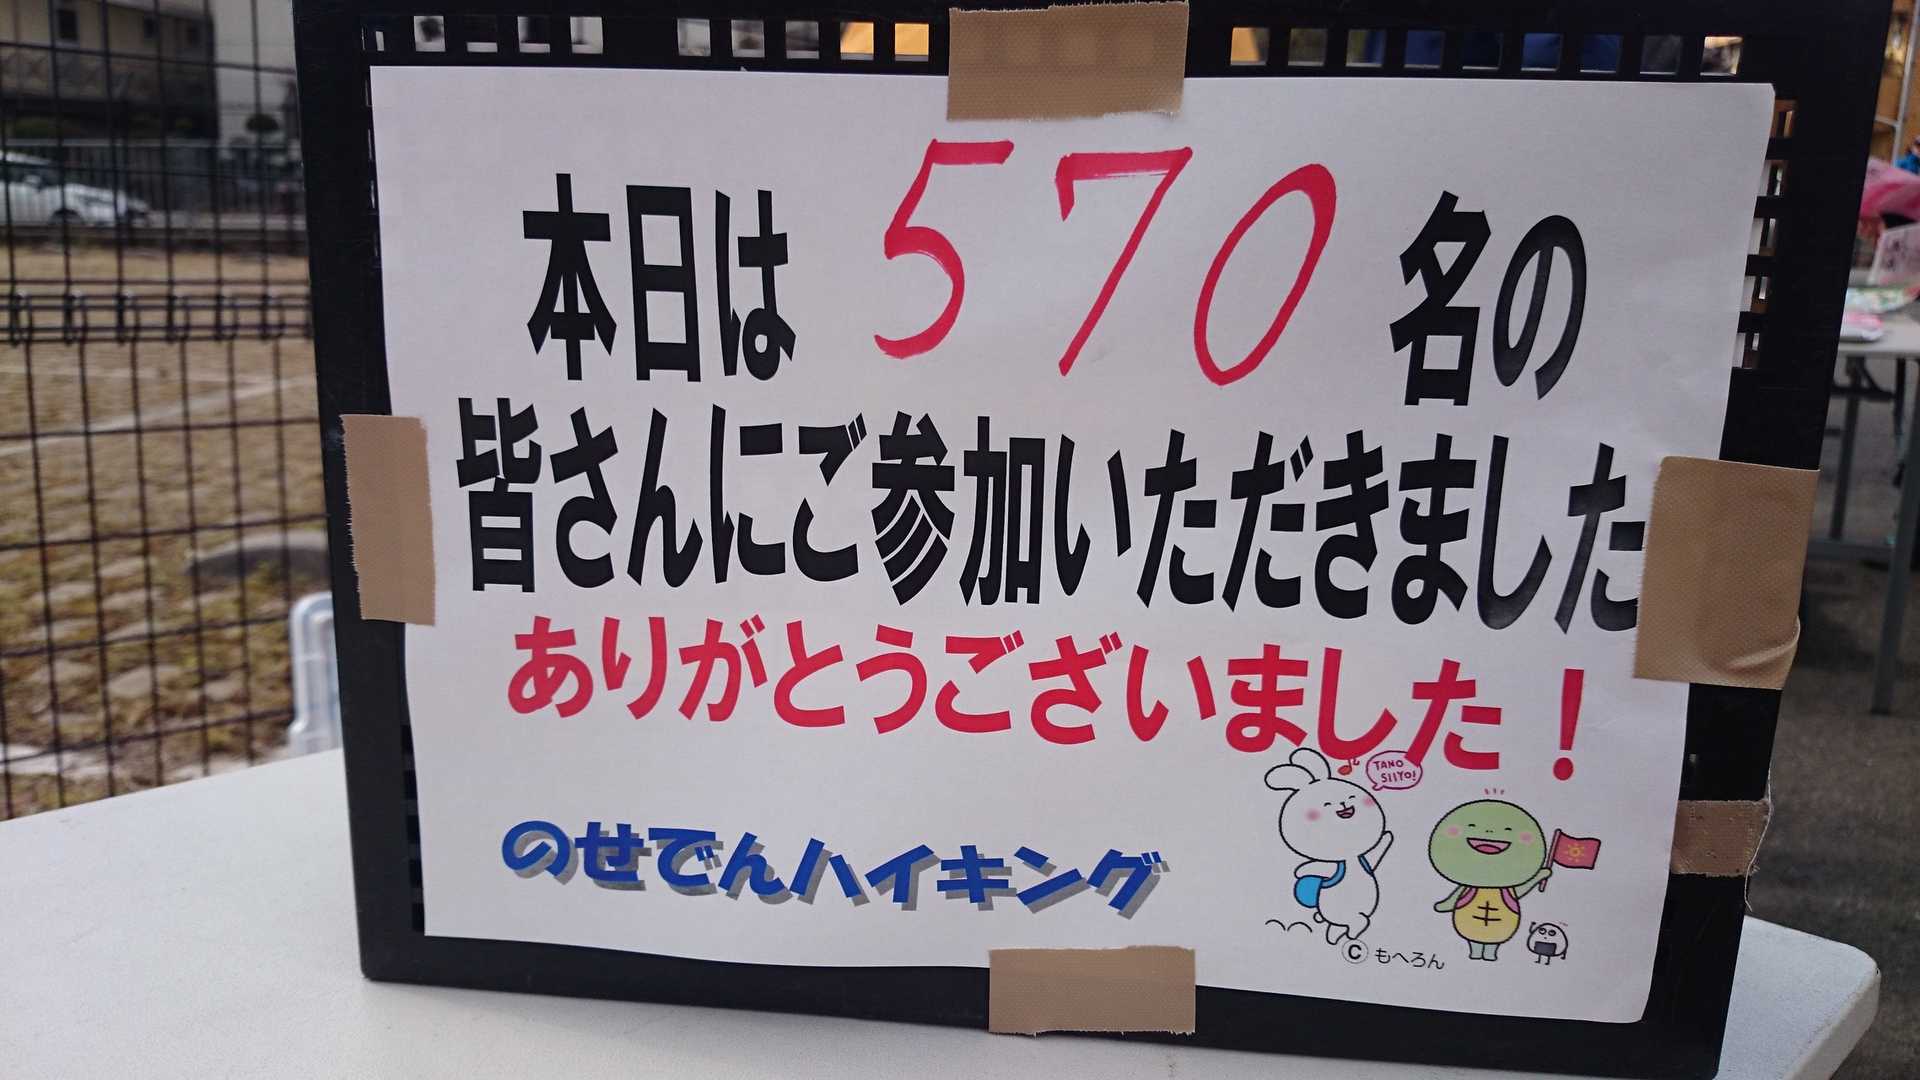 本日は 570 名の
皆さんにご参加いただきました
ありがとうございました！
TANO
SIIYO!
のせでんハイキング
© もへろん